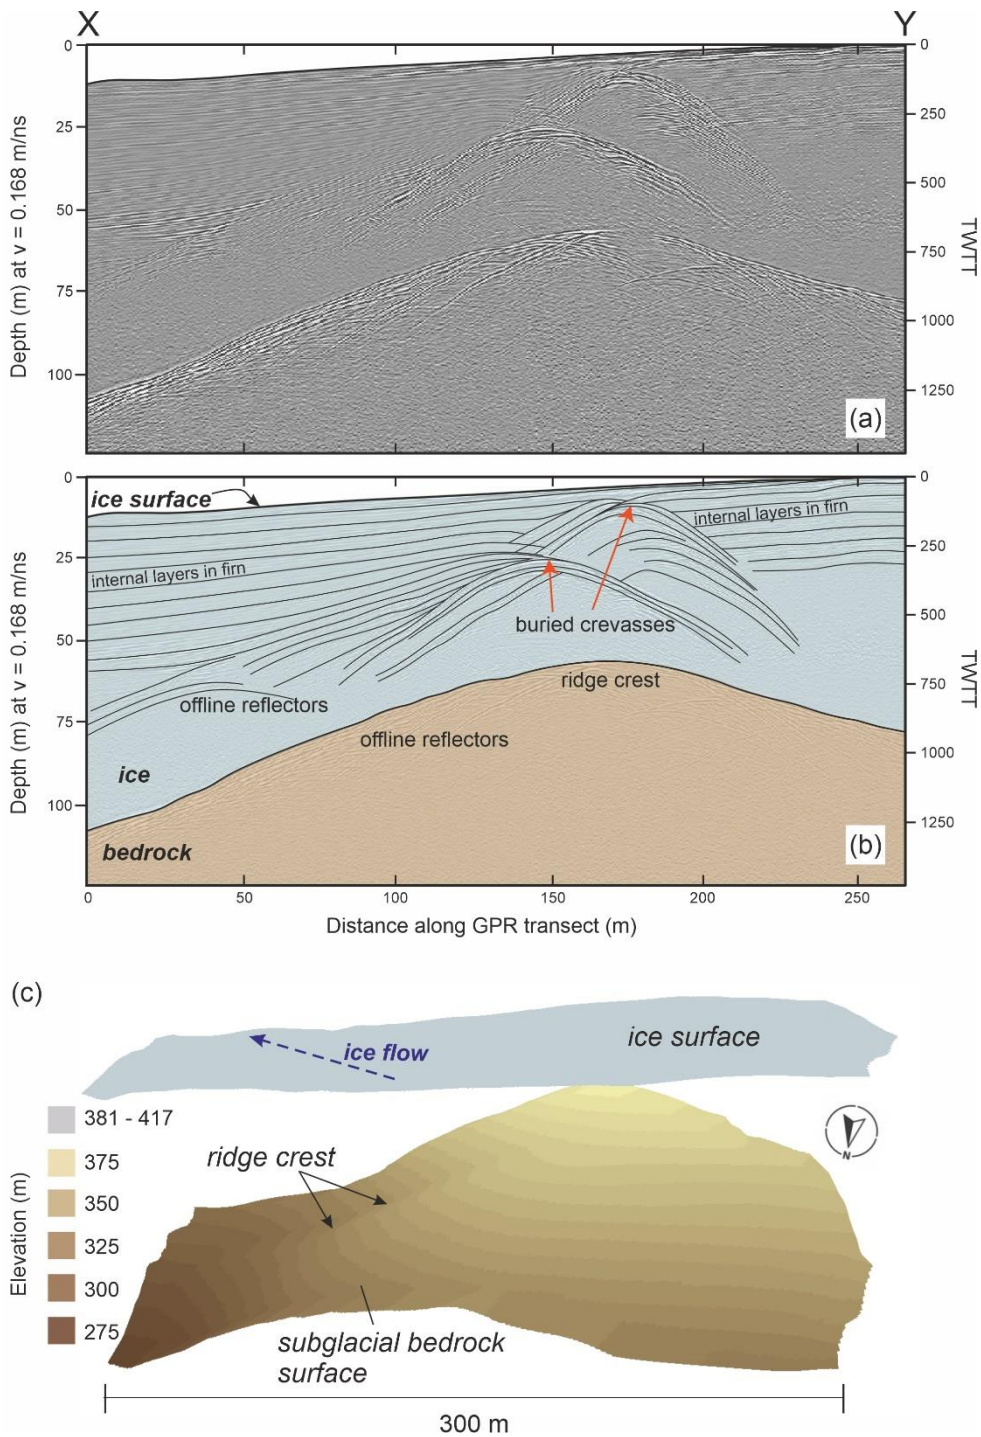 X
Y
0
25
50
75
100
Depth (m) at v = 0.168 m/ns
0
250
500
750
1000
1250
TWTT
(a)
0
25
50
75
100
Depth (m) at v = 0.168 m/ns
0
250
500
750
1000
1250
TWTT
ice surface
internal layers in firn
internal layers in firn
buried crevasses
ridge crest
offline reflectors
offline reflectors
ice
bedrock
(b)
0
50
100
150
200
250
Distance along GPR transect (m)
(c)
ice surface
ice flow
Elevation (m)
381 - 417
375
350
325
300
275
ridge crest
N
subglacial bedrock
surface
300 m